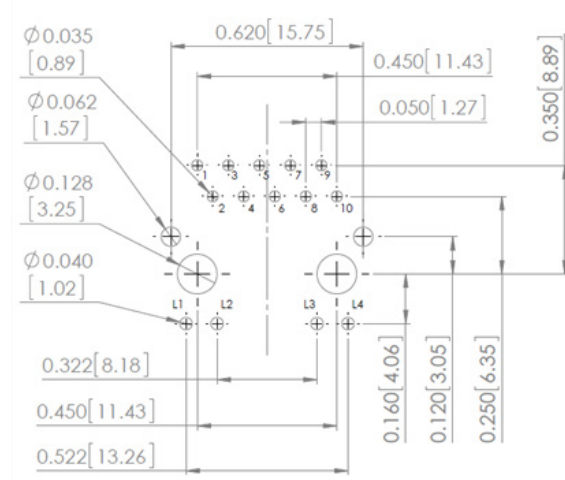 Ø0.035
[0.89]
0.620[15.75]
0.450[11.43]
0.050[1.27]
0.350[8.89]
Ø0.062
[1.57]
1 3 5 7 9
2 4 6 8 10
Ø0.128
[3.25]
Ø0.040
[1.02]
L1 L2 L3 L4
0.322[8.18]
0.450[11.43]
0.522[13.26]
0.160[4.06]
0.120[3.05]
0.250[6.35]